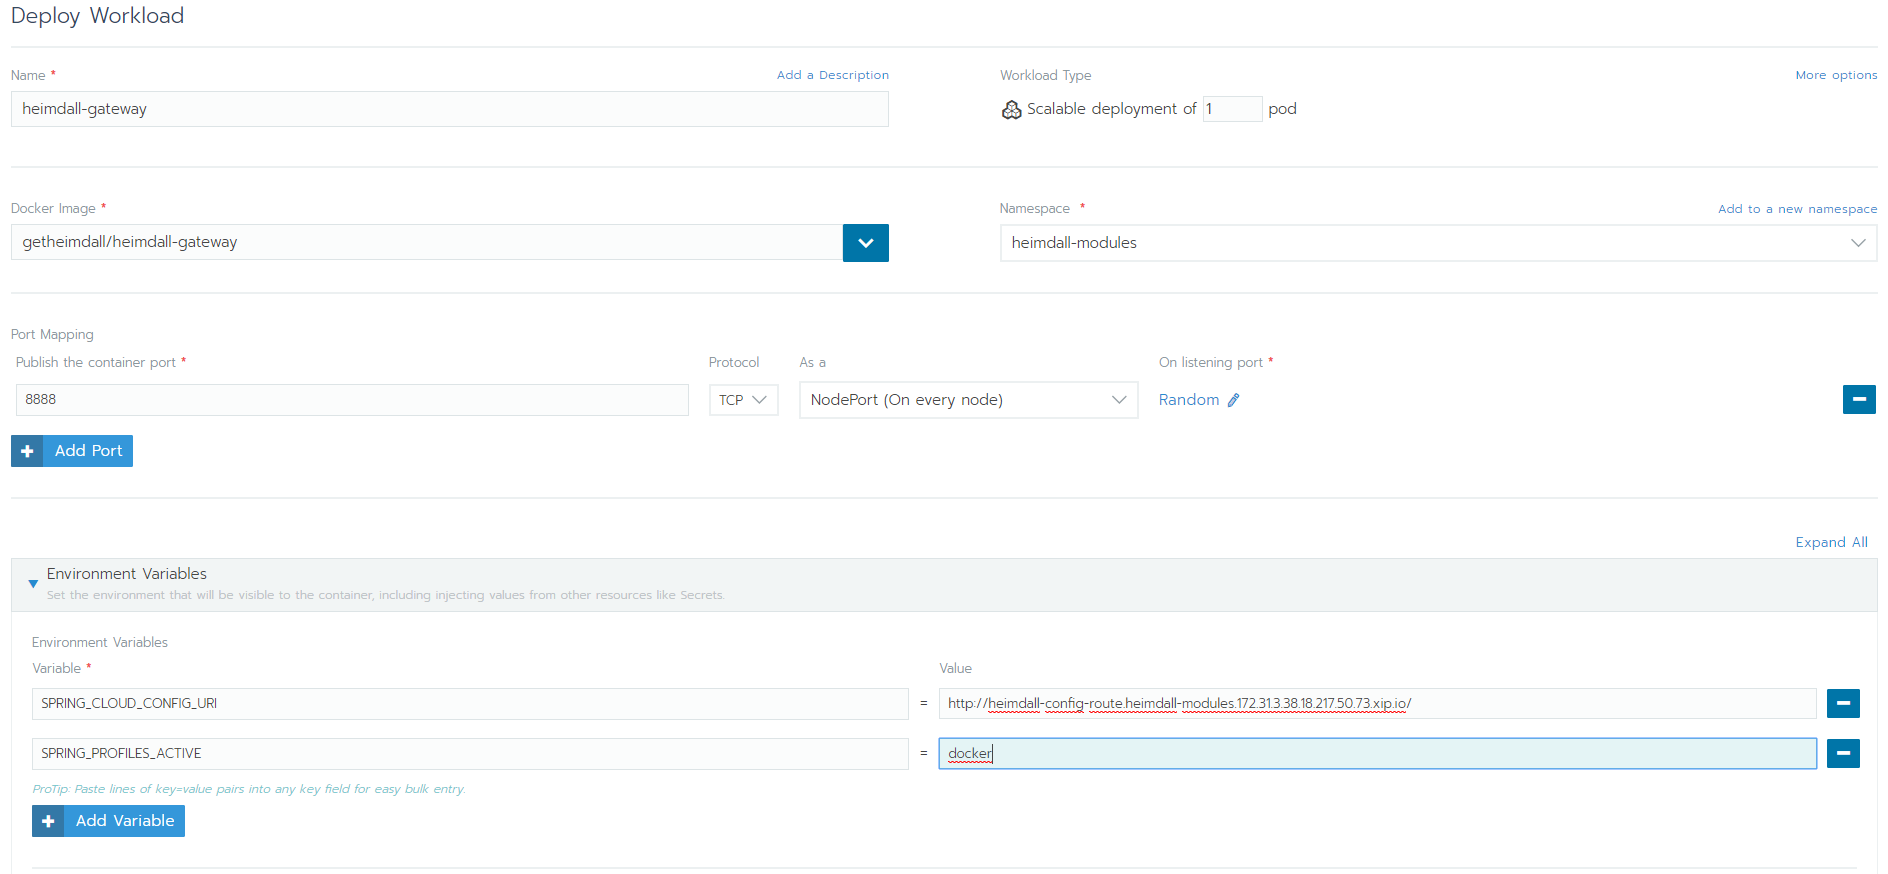 Deploy Workload
Name *
Add a Description
heimdall-gateway
Workload Type
More options
Scalable deployment of 1 pod
Docker Image *
getheimdall/heimdall-gateway
Namespace *
Add to a new namespace
heimdall-modules
Port Mapping
Publish the container port *
Protocol
As a
On listening port *
8888
TCP
NodePort (On every node)
Random
Add Port
Expand All
Environment Variables
Set the environment that will be visible to the container, including injecting values from other resources like Secrets.
Environment Variables
Variable *
Value
SPRING_CLOUD_CONFIG_URI = http://heimdall-config-route.heimdall-modules.172.31.3.38.18.217.50.73.xip.io/
SPRING_PROFILES_ACTIVE = docker
ProTip: Paste lines of key=value pairs into any key field for easy bulk entry.
Add Variable